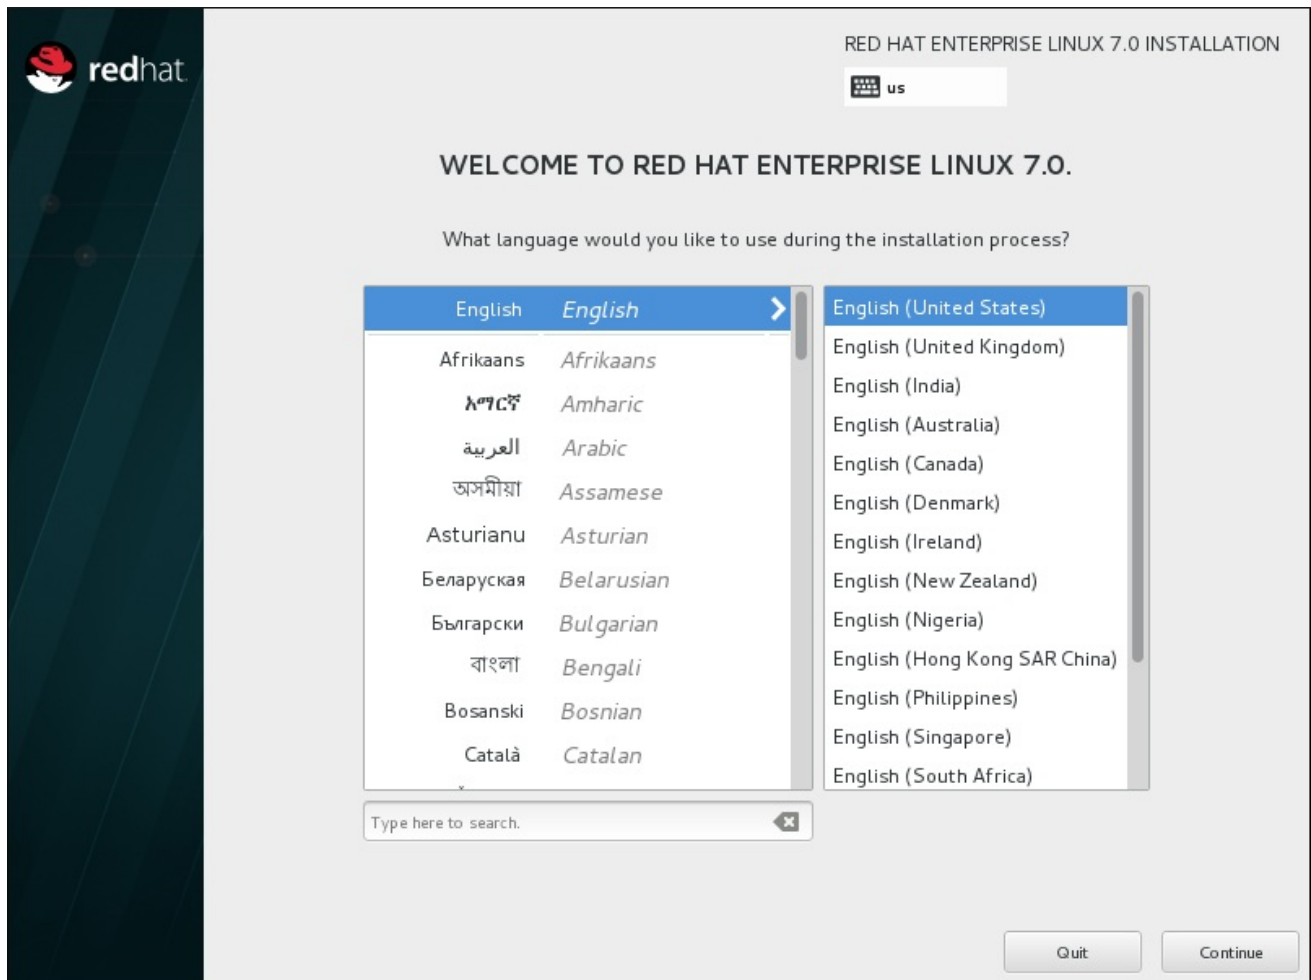 redhat.
RED HAT ENTERPRISE LINUX 7.0 INSTALLATION
us
WELCOME TO RED HAT ENTERPRISE LINUX 7.0.
What language would you like to use during the installation process?
English English
Afrikaans Afrikaans
አማርኛ Amharic
العربية Arabic
অসমীয়া Assamese
Asturianu Asturian
Беларуская Belarusian
Български Bulgarian
বাংলা Bengali
Bosanski Bosnian
Català Catalan
English (United States)
English (United Kingdom)
English (India)
English (Australia)
English (Canada)
English (Denmark)
English (Ireland)
English (New Zealand)
English (Nigeria)
English (Hong Kong SAR China)
English (Philippines)
English (Singapore)
English (South Africa)
Type here to search.
Quit
Continue